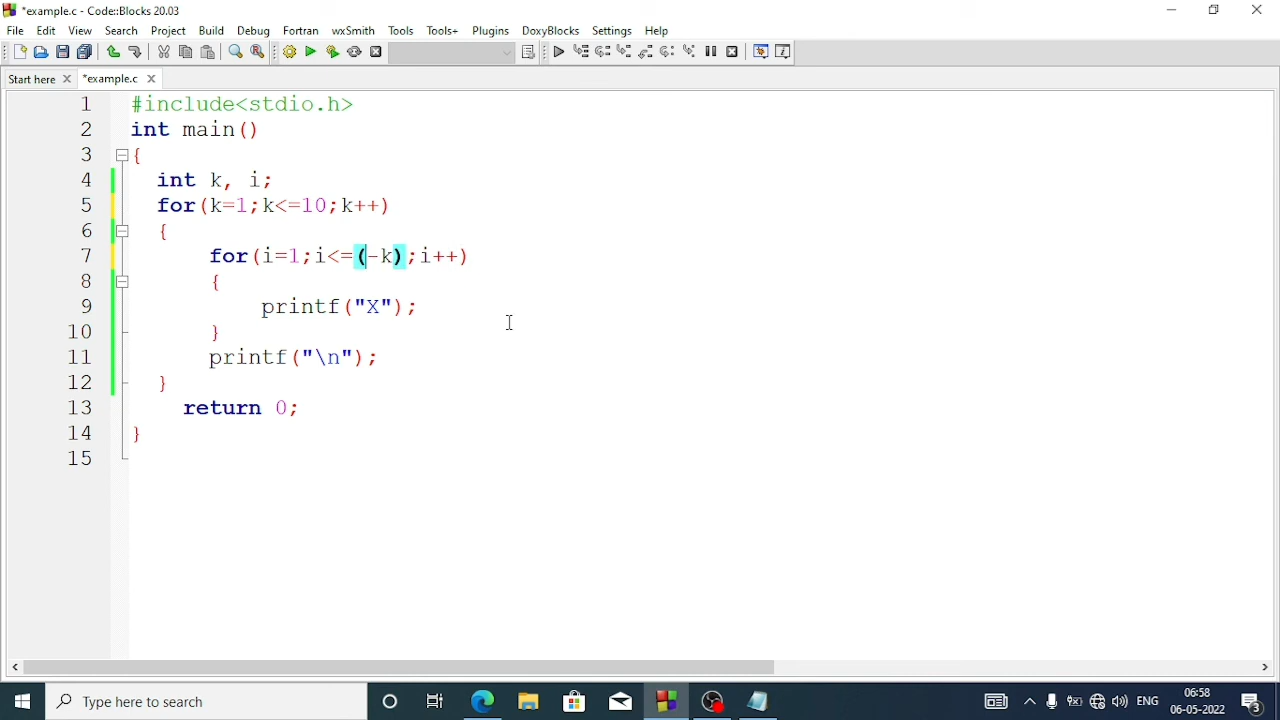 *example.c - Code::Blocks 20.03
File Edit View Search Project Build Debug Fortran wxSmith Tools Tools+ Plugins DoxyBlocks Settings Help
Start here *example.c
1 #include<stdio.h>
2 int main()
3 {
4 int k, i;
5 for(k=1;k<=10;k++)
6 {
7 for(i=1;i<=(-k);i++)
8 {
9 printf("X");
10 }
11 printf("\n");
12 }
13 return 0;
14 }
15
Type here to search
ENG
06:58
06-05-2022
3